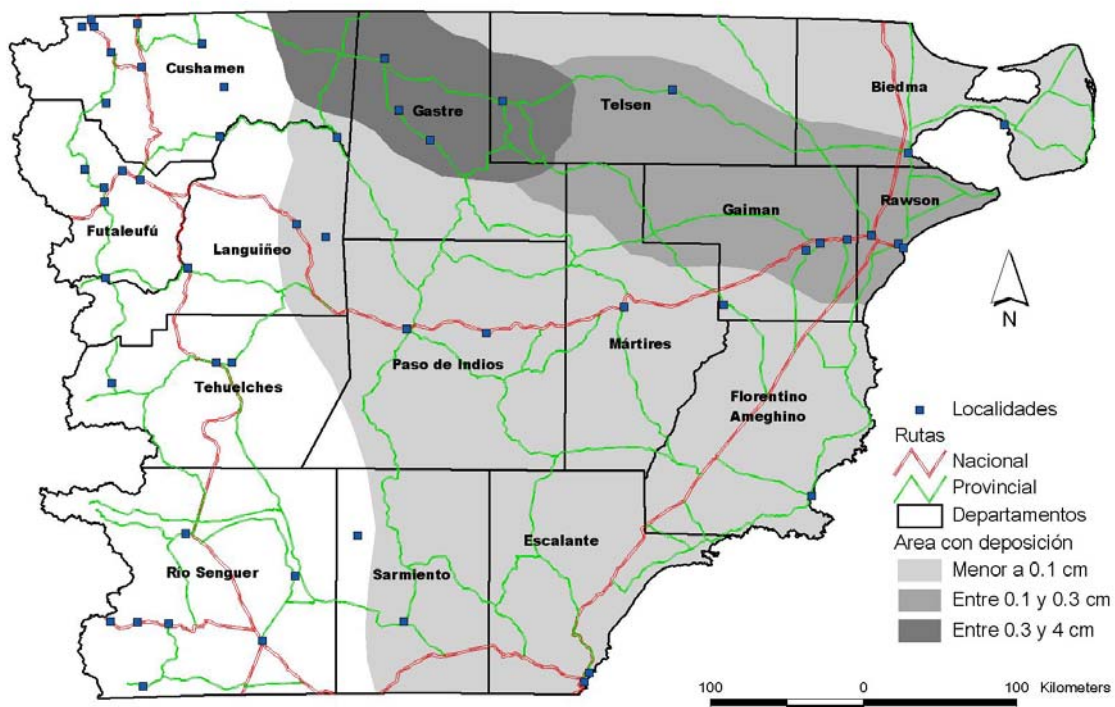 Cushamen
Gastre
Telsen
Biedma
Futaleufú
Languiñeo
Gaiman
Rawson
N
Tehuelches
Paso de Indios
Mártires
Florentino
Ameghino
Río Senguer
Sarmiento
Escalante
Localidades
Rutas
Nacional
Provincial
Departamentos
Area con deposición
Menor a 0.1 cm
Entre 0.1 y 0.3 cm
Entre 0.3 y 4 cm
100 0 100 Kilometers